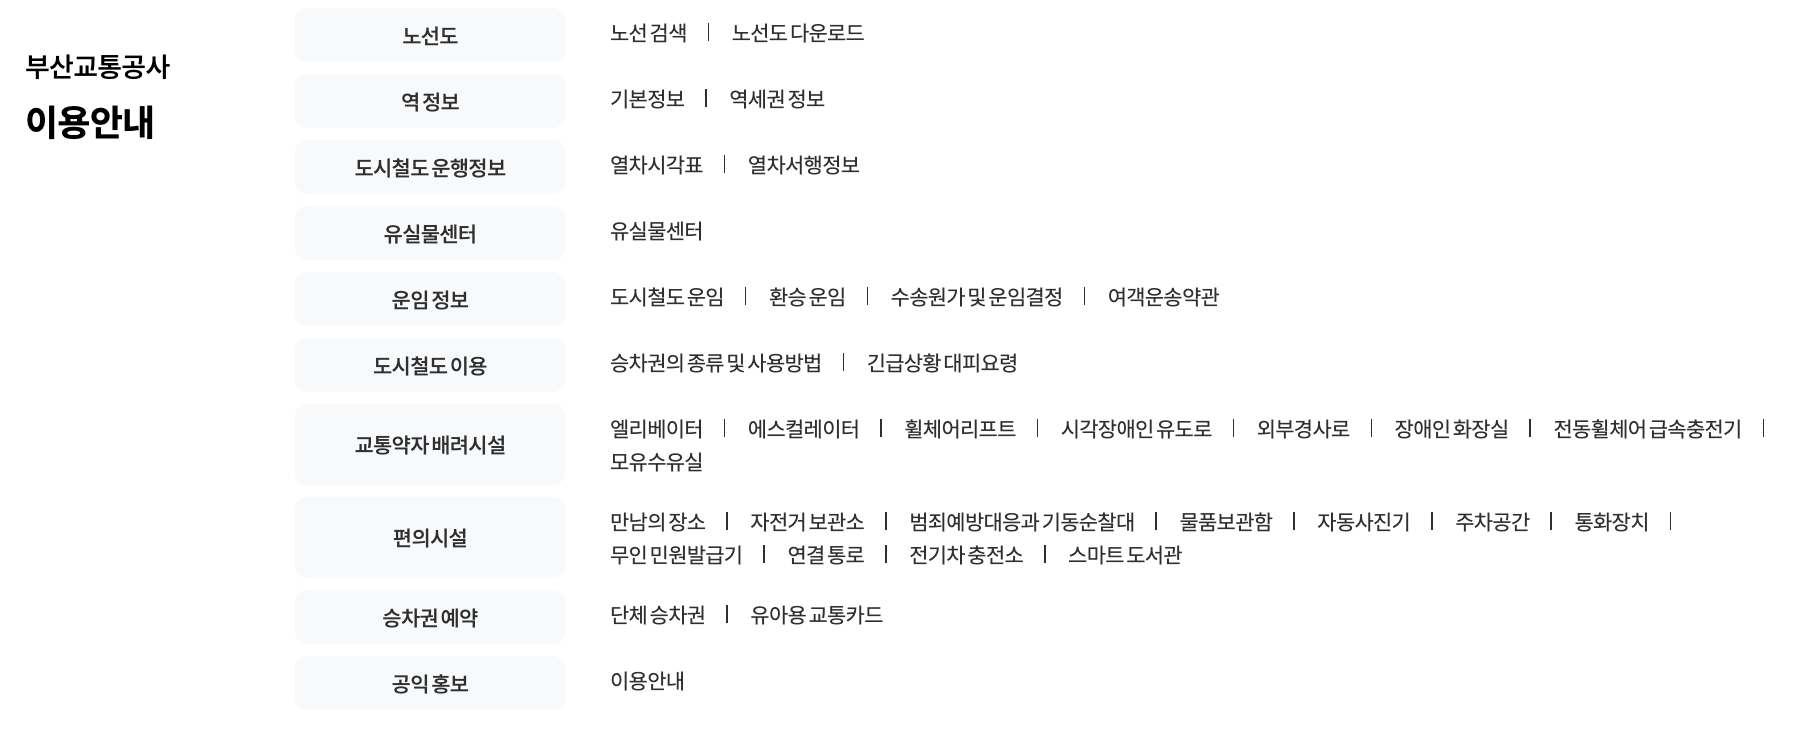 부산교통공사
이용안내
노선도
노선 검색 | 노선도 다운로드
역 정보
기본정보 | 역세권 정보
도시철도 운행정보
열차시각표 | 열차서행정보
유실물센터
유실물센터
운임 정보
도시철도 운임 | 환승 운임 | 수송원가 및 운임결정 | 여객운송약관
도시철도 이용
승차권의 종류 및 사용방법 | 긴급상황 대피요령
교통약자 배려시설
엘리베이터 | 에스컬레이터 | 휠체어리프트 | 시각장애인 유도로 | 외부경사로 | 장애인 화장실 | 전동휠체어 급속충전기 |
모유수유실
편의시설
만남의 장소 | 자전거 보관소 | 범죄예방대응과 기동순찰대 | 물품보관함 | 자동사진기 | 주차공간 | 통화장치 |
무인 민원발급기 | 연결 통로 | 전기차 충전소 | 스마트 도서관
승차권 예약
단체 승차권 | 유아용 교통카드
공익 홍보
이용안내